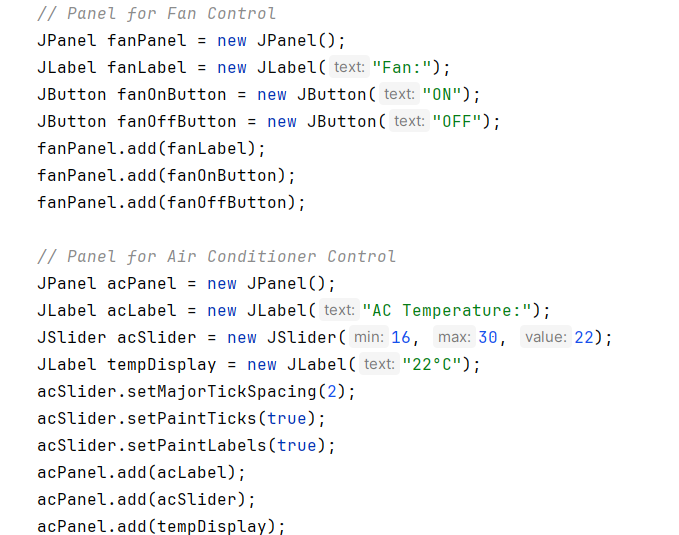 // Panel for Fan Control
JPanel fanPanel = new JPanel();
JLabel fanLabel = new JLabel( text: "Fan:");
JButton fanOnButton = new JButton( text: "ON");
JButton fanOffButton = new JButton( text: "OFF");
fanPanel.add(fanLabel);
fanPanel.add(fanOnButton);
fanPanel.add(fanOffButton);
// Panel for Air Conditioner Control
JPanel acPanel = new JPanel();
JLabel acLabel = new JLabel( text: "AC Temperature:");
JSlider acSlider = new JSlider( min: 16, max: 30, value: 22);
JLabel tempDisplay = new JLabel( text: "22°C");
acSlider.setMajorTickSpacing(2);
acSlider.setPaintTicks(true);
acSlider.setPaintLabels(true);
acPanel.add(acLabel);
acPanel.add(acSlider);
acPanel.add(tempDisplay);